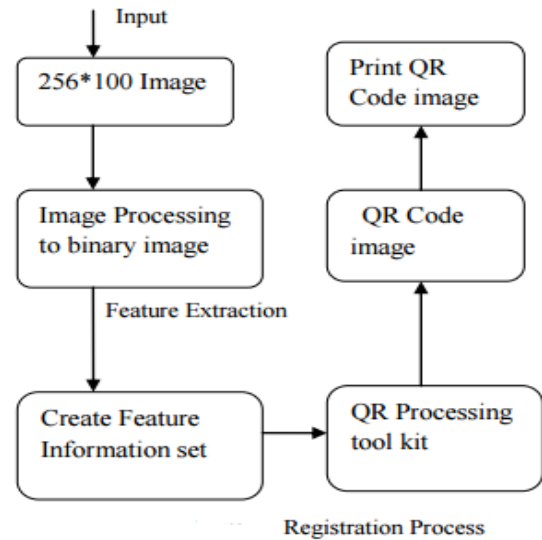 Input
256*100 Image
Image Processing
to binary image
Feature Extraction
Create Feature
Information set
QR Processing
tool kit
QR Code
image
Print QR
Code image
Registration Process